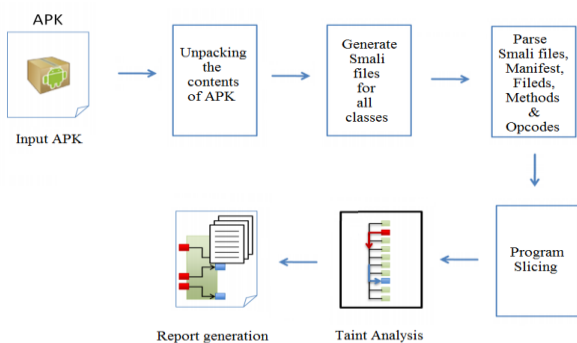 APK
Input APK
Unpacking
the
contents
of APK
Generate
Smali
files
for
all
classes
Parse
Smali files,
Manifest,
Fileds,
Methods
&
Opcodes
Program
Slicing
Taint Analysis
Report generation